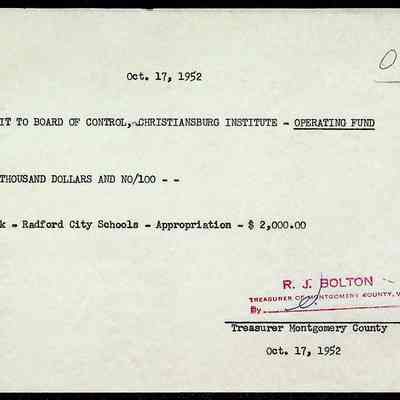 Oct. 17, 1952
IT TO BOARD OF CONTROL, CHRISTIANSBURG INSTITUTE - OPERATING FUND
THOUSAND DOLLARS AND NO/100 - -
k - Radford City Schools - Appropriation - $ 2,000.00
R. J. BOLTON
TREASURER OF MONTGOMERY COUNTY, V
By
Treasurer Montgomery County
Oct. 17, 1952